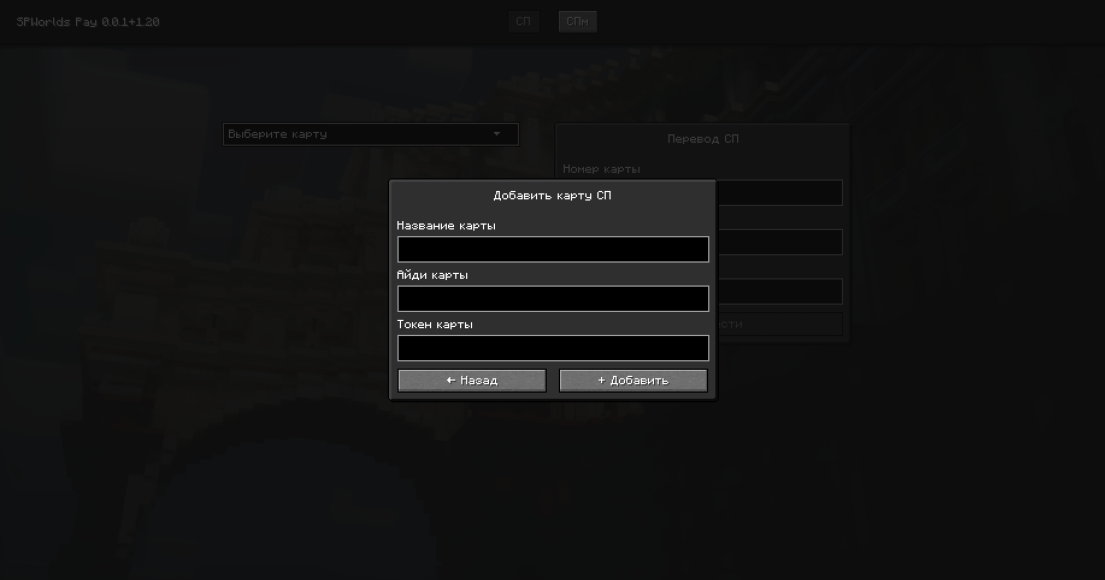 SPWorlds Pay 0.0.1+1.20
СП
СПм
Выберите карту
Перевод СП
Номер карты
Добавить карту СП
Название карты
Айди карты
Токен карты
← Назад
+ Добавить